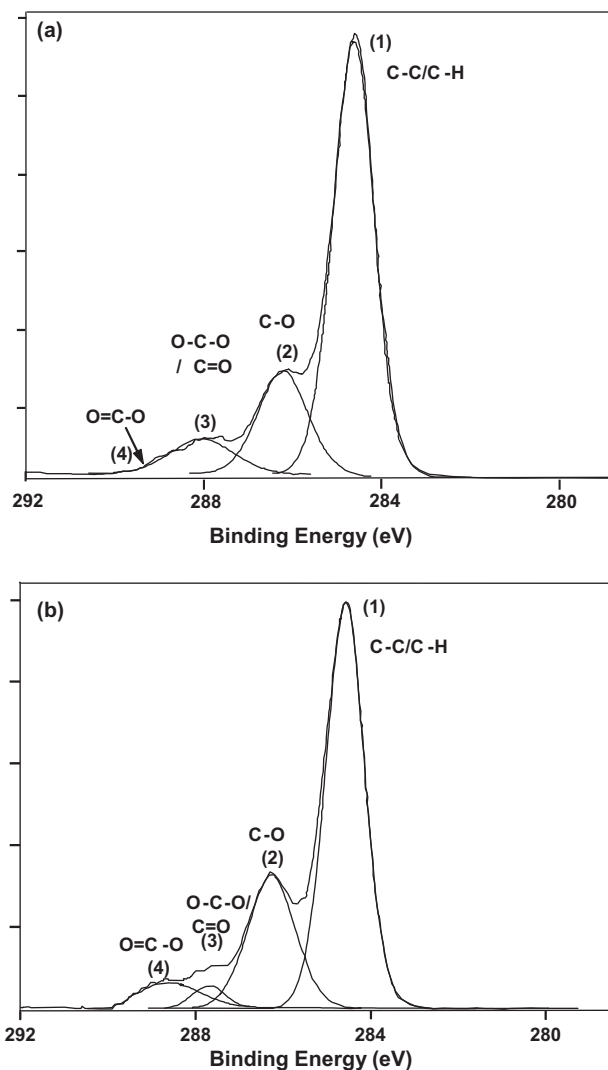 (a)
(1)
C-C/C-H
C-O
(2)
O-C-O
/ C=O
(3)
O=C-O
(4)
292 288 284 280
Binding Energy (eV)
(b)
(1)
C-C/C-H
C-O
(2)
O-C-O/
C=O
(3)
O=C-O
(4)
292 288 284 280
Binding Energy (eV)